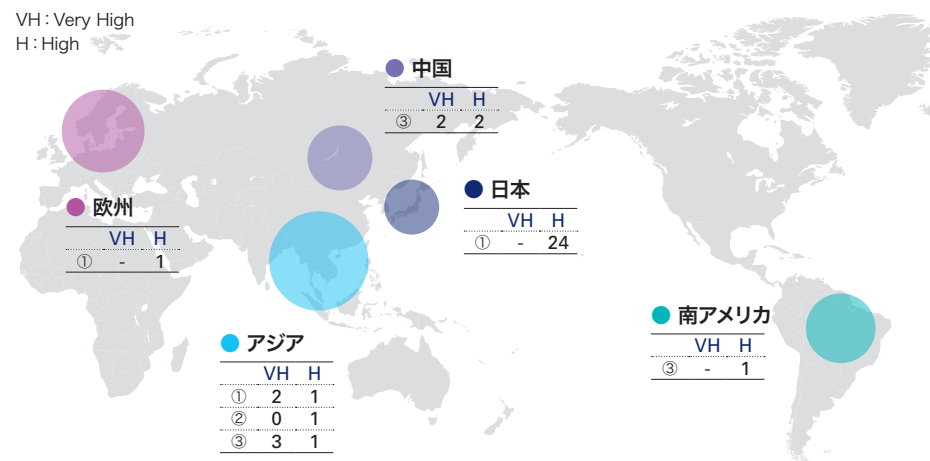 VH：Very High
H：High
中国
VH H
③ 2 2
日本
VH H
① - 24
欧州
VH H
① - 1
南アメリカ
VH H
③ - 1
アジア
VH H
① 2 1
② 0 1
③ 3 1